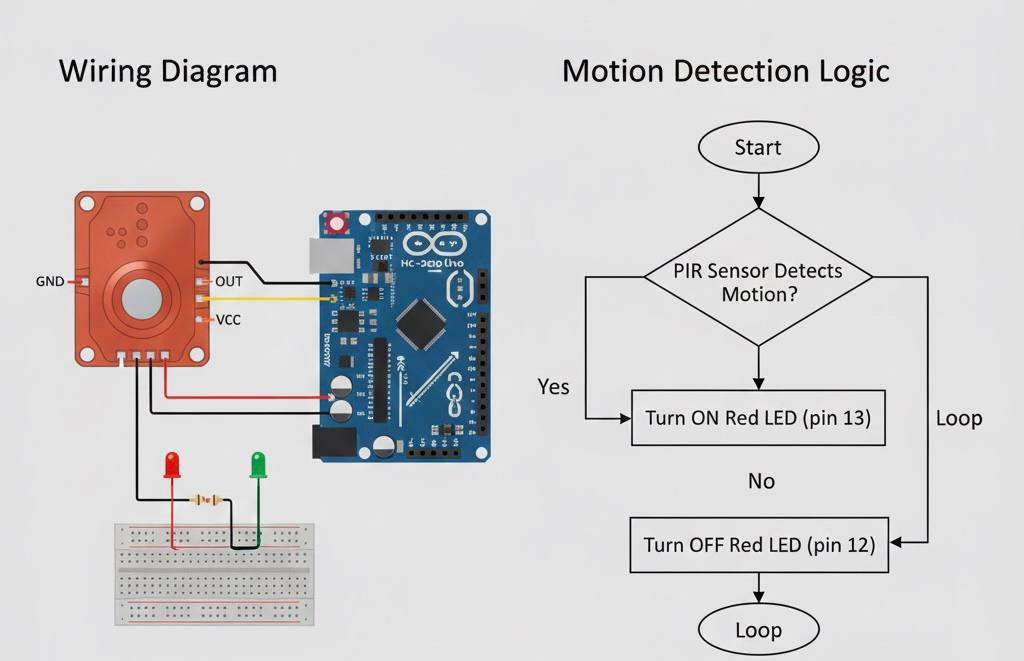 Wiring Diagram
GND
OUT
VCC
Motion Detection Logic
Start
PIR Sensor Detects
Motion?
Yes
Turn ON Red LED (pin 13)
Loop
No
Turn OFF Red LED (pin 12)
Loop